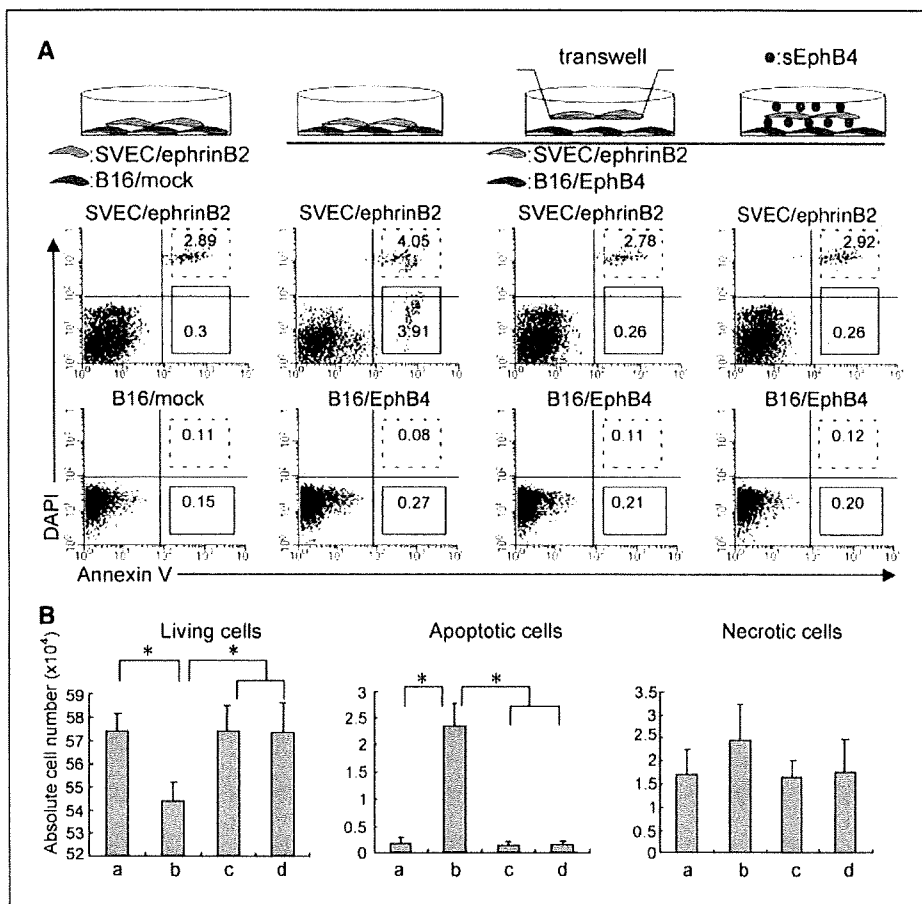 A
transwell
:sEphB4
:SVEC/ephrinB2
:B16/mock
:SVEC/ephrinB2
:B16/EphB4
SVEC/ephrinB2 SVEC/ephrinB2 SVEC/ephrinB2 SVEC/ephrinB2
2.89 4.05 2.78 2.92
0.3 3.91 0.26 0.26
B16/mock B16/EphB4 B16/EphB4 B16/EphB4
0.11 0.08 0.11 0.12
0.15 0.27 0.21 0.20
DAPI
Annexin V
B
Living cells Apoptotic cells Necrotic cells
Absolute cell number (x10⁴)
* * * *
59
58
57
55
54
53
52
a b c d
3
2.5
2
1.5
1
0.5
0
a b c d
3.5
3
2.5
2
1.5
1
0.5
0
a b c d